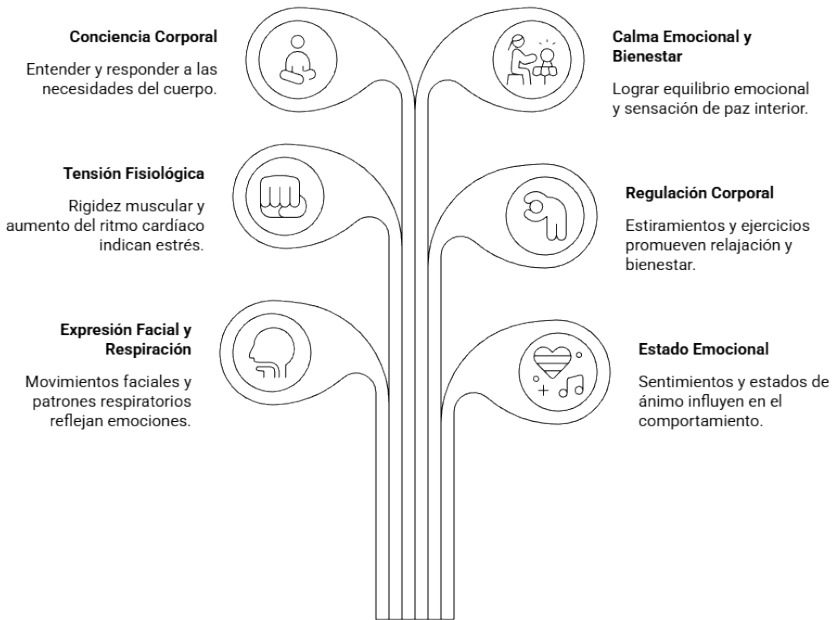 Conciencia Corporal
Entender y responder a las
necesidades del cuerpo.
Tensión Fisiológica
Rigidez muscular y
aumento del ritmo cardíaco
indican estrés.
Expresión Facial y
Respiración
Movimientos faciales y
patrones respiratorios
reflejan emociones.
Calma Emocional y
Bienestar
Lograr equilibrio emocional
y sensación de paz interior.
Regulación Corporal
Estiramientos y ejercicios
promueven relajación y
bienestar.
Estado Emocional
Sentimientos y estados de
ánimo influyen en el
comportamiento.